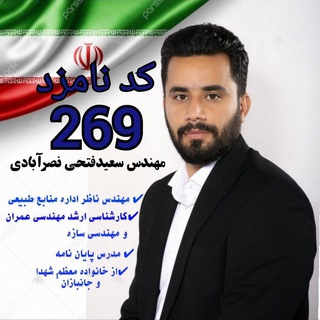 کد نامزد
269
مهندس سعیدفتحی نصرآبادی
✔ مهندس ناظر اداره منابع طبیعی
✔ کارشناسی ارشد مهندسی عمران
و مهندسی سازه
✔ مدرس پایان نامه
✔ از خانواده معظم شهدا
و جانبازان